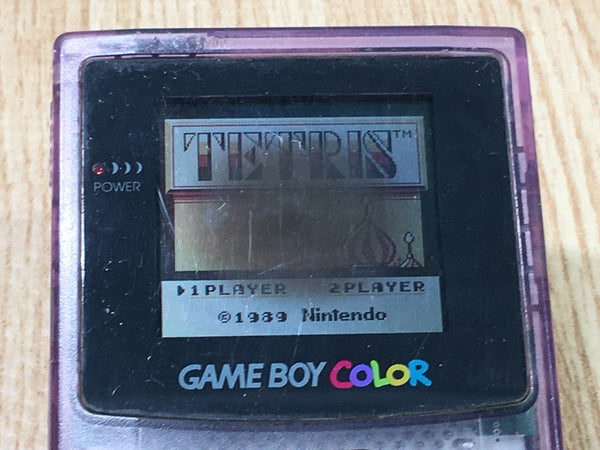 TETRIS™
POWER
▶1PLAYER 2PLAYER
©1989 Nintendo
GAME BOY COLOR